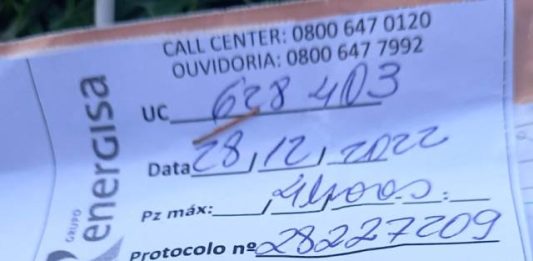 CALL CENTER: 0800 647 0120
OUVIDORIA: 0800 647 7992
UC 628 403
Data 28/12/2022
Pz máx: / :
Protocolo nº 28227209
GRUPO
energisa